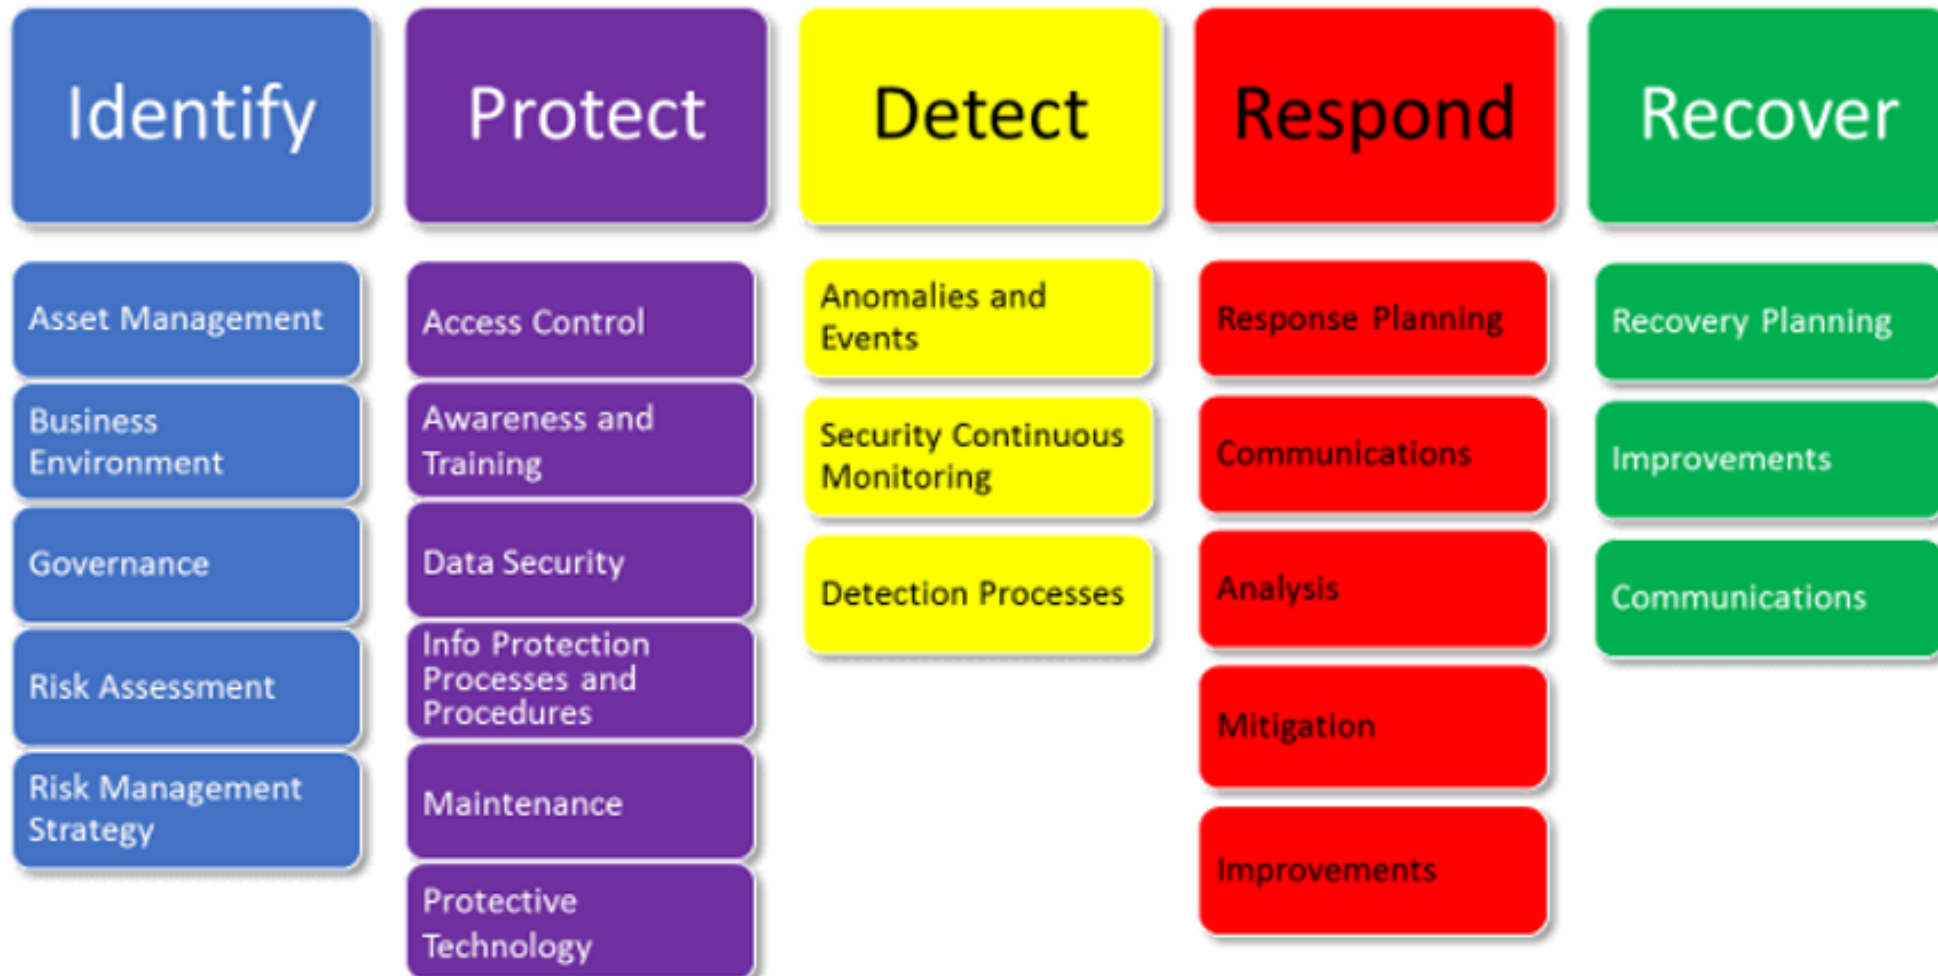 Identify
Protect
Detect
Respond
Recover
Asset Management
Business
Environment
Governance
Risk Assessment
Risk Management
Strategy
Access Control
Awareness and
Training
Data Security
Info Protection
Processes and
Procedures
Maintenance
Protective
Technology
Anomalies and
Events
Security Continuous
Monitoring
Detection Processes
Response Planning
Communications
Analysis
Mitigation
Improvements
Recovery Planning
Improvements
Communications